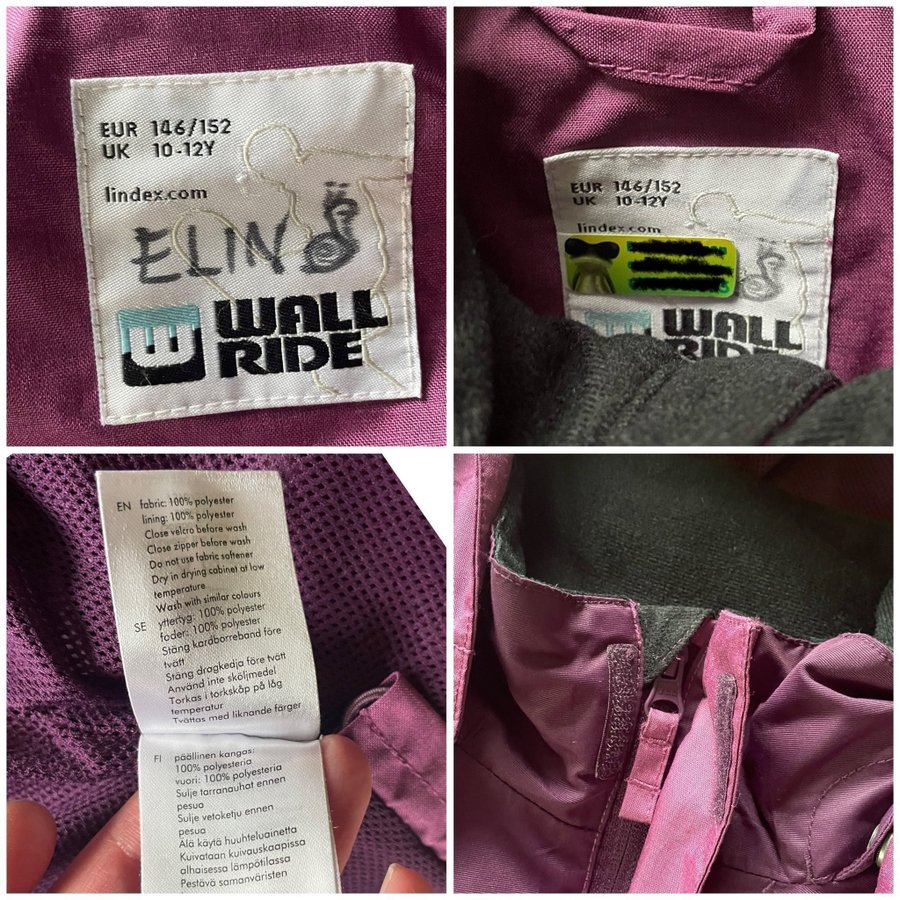 EUR 146/152
UK 10-12Y
lindex.com
ELIN
WALL
RIDE
EUR 146/152
UK 10-12Y
lindex.com
WALL
RIDE
EN fabric: 100% polyester
lining: 100% polyester
Close velcro before wash
Close zipper before wash
Do not use fabric softener
Dry in drying cabinet at low
temperature
Wash with similar colours
SE yttertyg: 100% polyester
foder: 100% polyester
Stäng kardborreband före
tvätt
Stäng dragkedja före tvätt
Använd inte sköljmedel
Torkas i torkskåp på låg
temperatur
Tvättas med liknande färger
FI päällinen kangas:
100% polyesteria
vuori: 100% polyesteria
Sulje tarranauhat ennen
pesua
Sulje vetoketju ennen
pesua
Älä käytä huuhteluainetta
Kuivataan kuivauskaapissa
alhaisessa lämpötilassa
Pestävä samanväristen